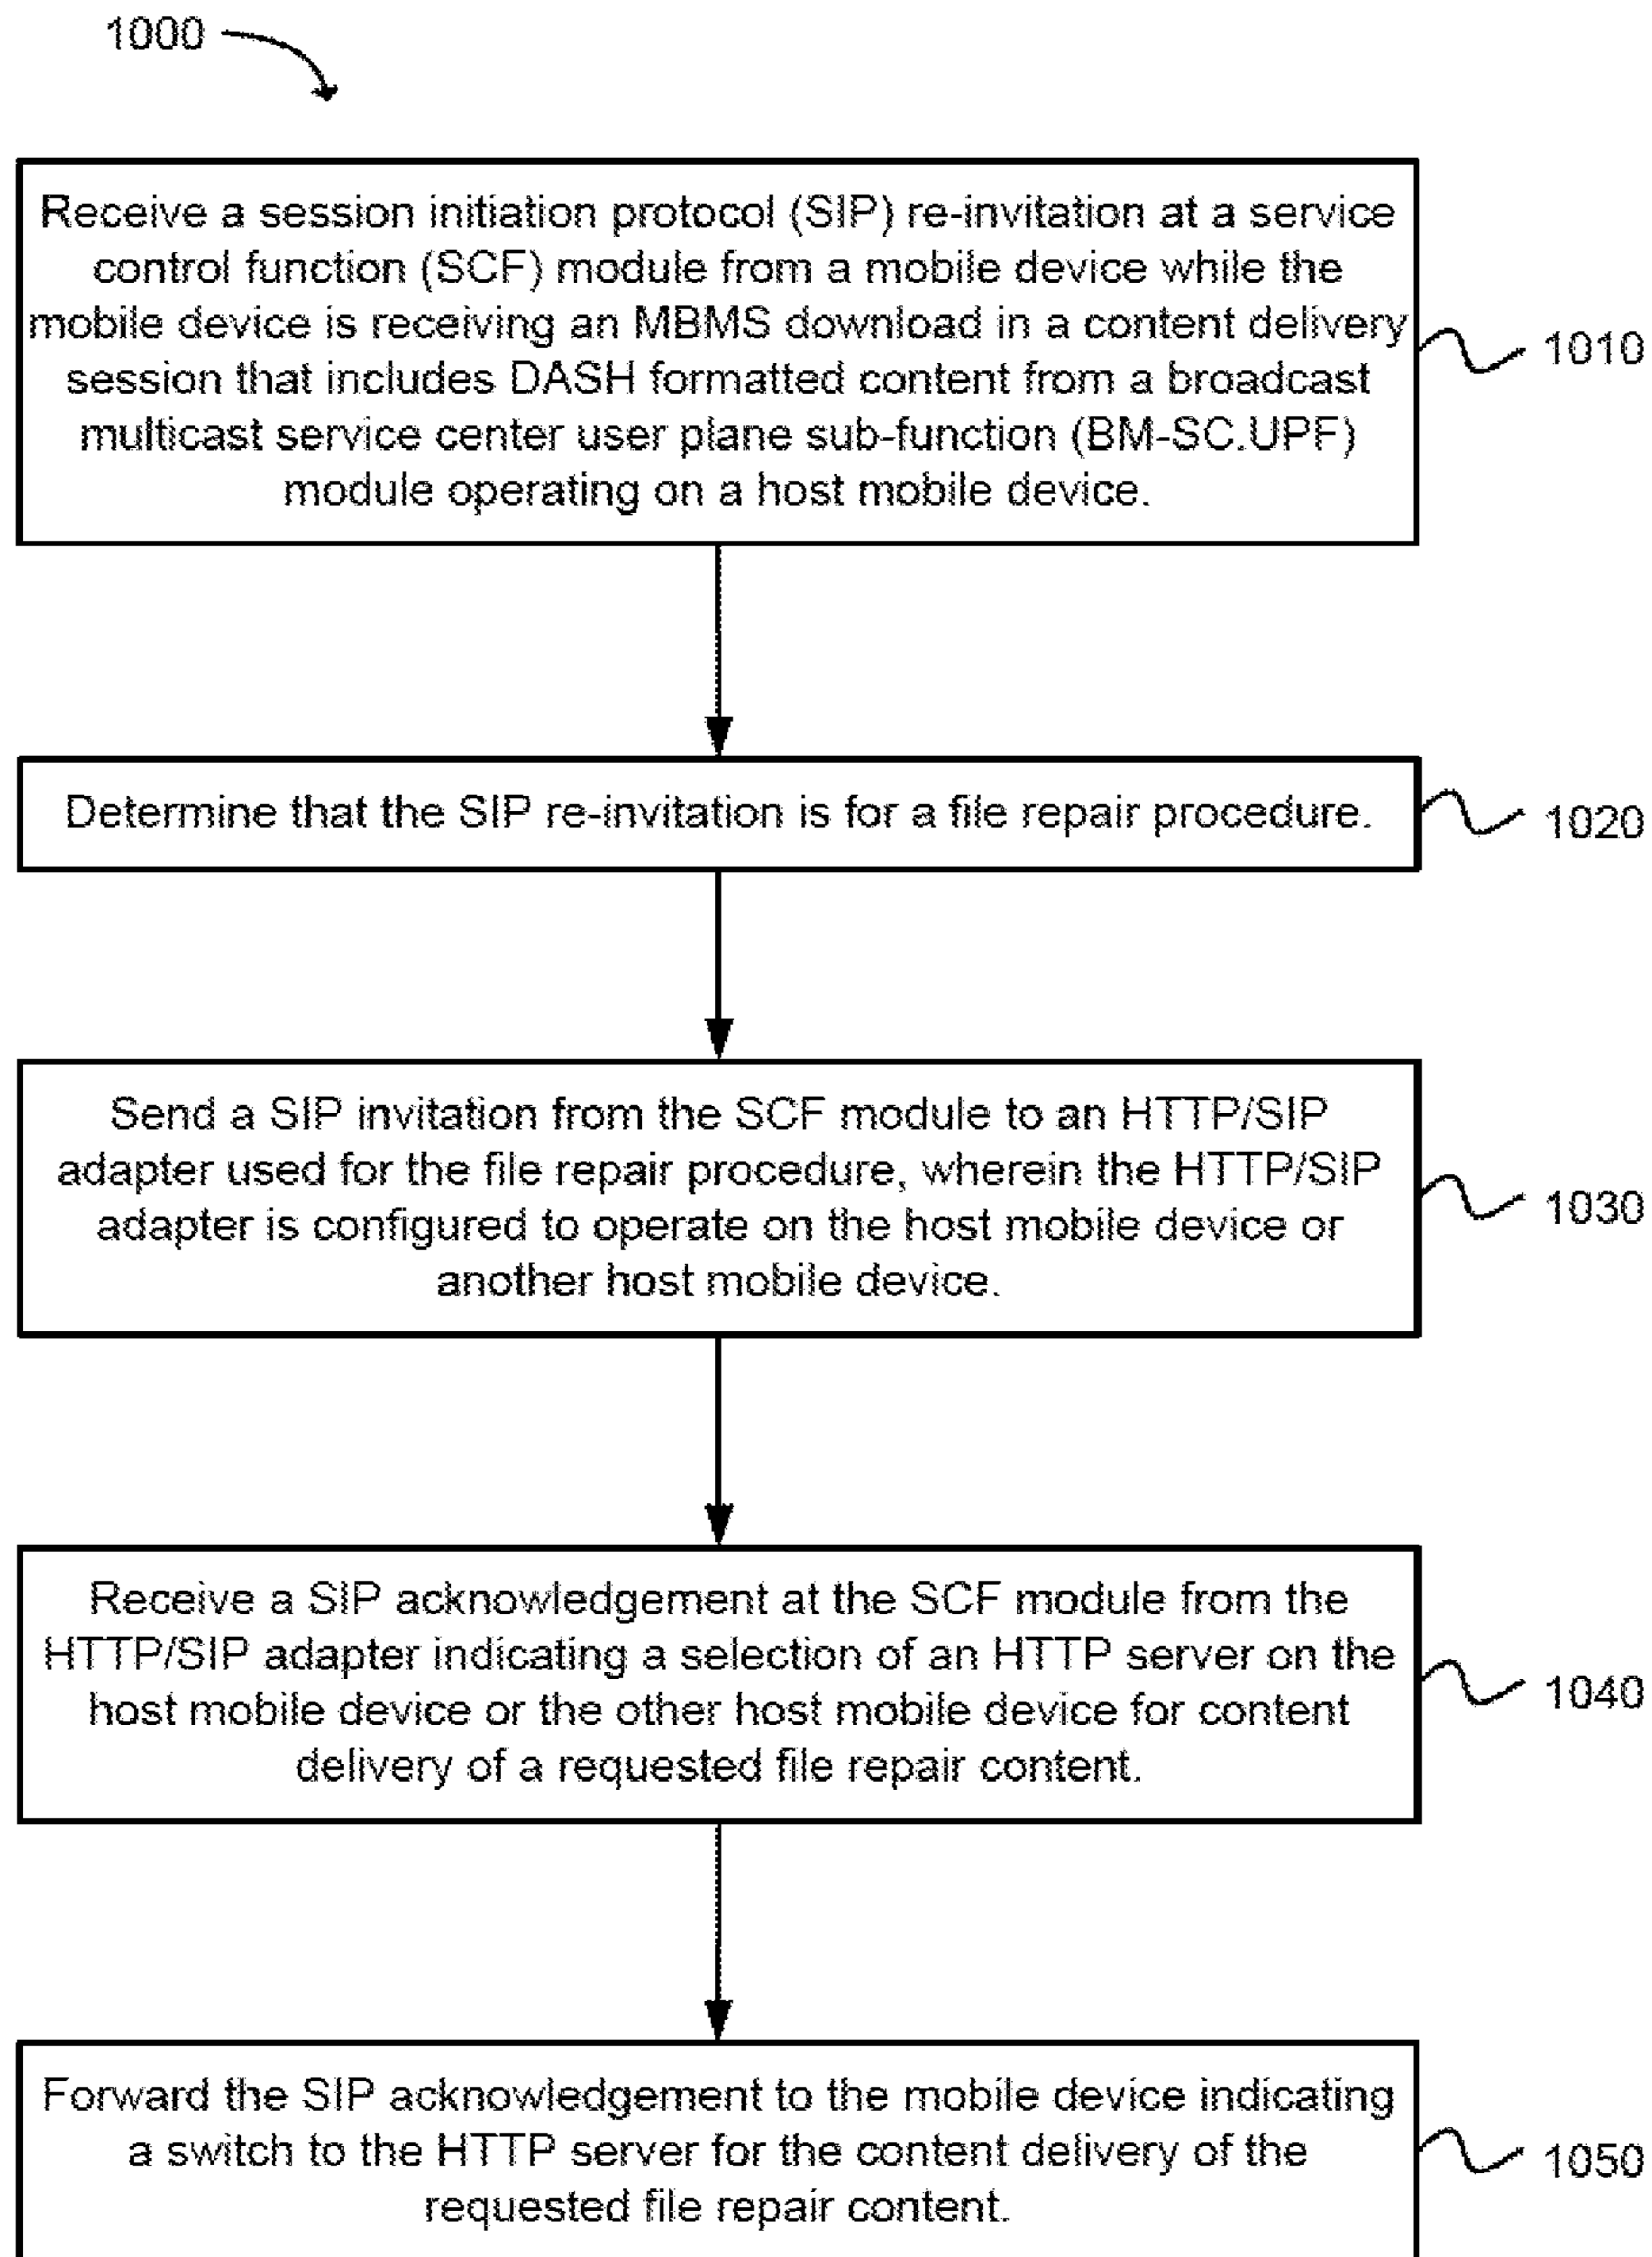 1000
Receive a session initiation protocol (SIP) re-invitation at a service
control function (SCF) module from a mobile device while the
mobile device is receiving an MBMS download in a content delivery
session that includes DASH formatted content from a broadcast
multicast service center user plane sub-function (BM-SC.UPF)
module operating on a host mobile device.
1010
Determine that the SIP re-invitation is for a file repair procedure.
1020
Send a SIP invitation from the SCF module to an HTTP/SIP
adapter used for the file repair procedure, wherein the HTTP/SIP
adapter is configured to operate on the host mobile device or
another host mobile device.
1030
Receive a SIP acknowledgement at the SCF module from the
HTTP/SIP adapter indicating a selection of an HTTP server on the
host mobile device or the other host mobile device for content
delivery of a requested file repair content.
1040
Forward the SIP acknowledgement to the mobile device indicating
a switch to the HTTP server for the content delivery of the
requested file repair content.
1050